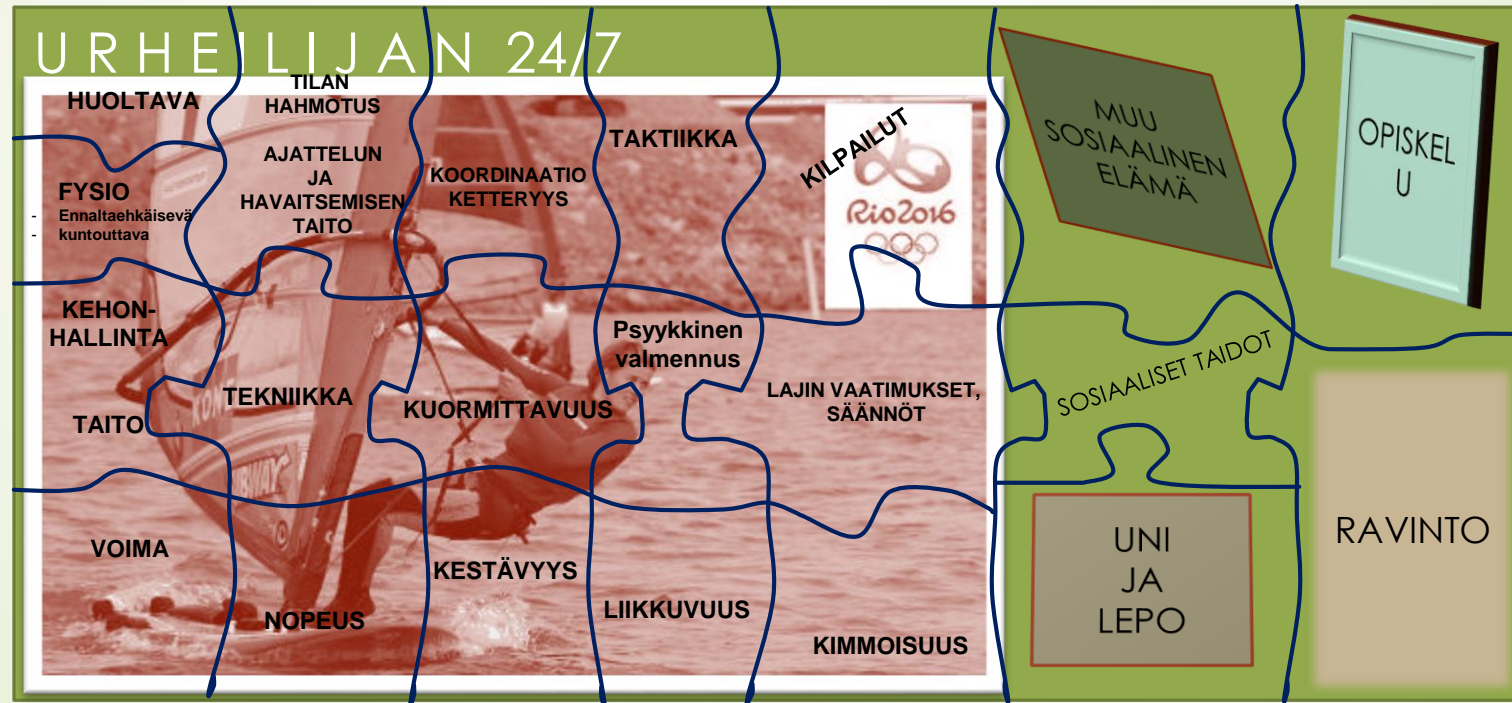 URHEILIJAN 24/7
HUOLTAVA
TILAN
HAHMOTUS
FYSIO
- Ennaltaehkäisevä
- kuntouttava
AJATTELUN
JA
HAVAITSEMISEN
TAITO
KOORDINAATIO
KETTERYYS
TAKTIIKKA
KILPAILUT
Rio2016
MUU
SOSIAALINEN
ELÄMÄ
OPISKEL
U
KEHON-
HALLINTA
TAITO
TEKNIIKKA
KUORMITTAVUUS
Psyykkinen
valmennus
LAJIN VAATIMUKSET,
SÄÄNNÖT
SOSIAALISET TAIDOT
VOIMA
NOPEUS
KESTÄVYYS
LIIKKUVUUS
KIMMOISUUS
UNI
JA
LEPO
RAVINTO